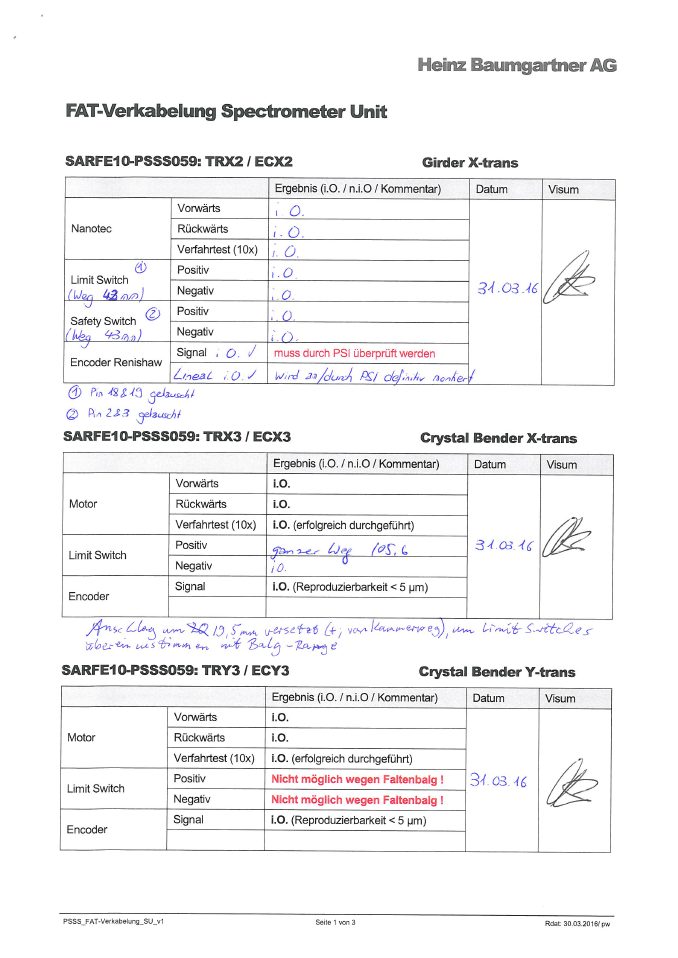 Heinz Baumgartner AG
FAT-Verkabelung Spectrometer Unit
SARFE10-PSSS059: TRX2 / ECX2 Girder X-trans
Ergebnis (i.O. / n.i.O / Kommentar) Datum Visum
Nanotec Vorwärts i.O.
Rückwärts i.O.
Verfahrtest (10x) i.O.
Limit Switch ① Positiv i.O.
(Weg 42mm) Negativ i.O. 31.03.16
Safety Switch ② Positiv i.O.
(Weg 43mm) Negativ i.O.
Encoder Renishaw Signal i.O. ✓ muss durch PSI überprüft werden
Lineal i.O. ✓ wird an/durch PSI definitiv montiert
① Pin 18&19 getauscht
② Pin 2&3 getauscht
SARFE10-PSSS059: TRX3 / ECX3 Crystal Bender X-trans
Ergebnis (i.O. / n.i.O / Kommentar) Datum Visum
Motor Vorwärts i.O.
Rückwärts i.O.
Verfahrtest (10x) i.O. (erfolgreich durchgeführt)
Limit Switch Positiv ganzer Weg 105,6 31.03.16
Negativ i.O.
Encoder Signal i.O. (Reproduzierbarkeit < 5 µm)
Anschlag um 19,5mm versetzt (+; von Kammer weg), um Limit Switches
übereinstimmen mit Balg-Range
SARFE10-PSSS059: TRY3 / ECY3 Crystal Bender Y-trans
Ergebnis (i.O. / n.i.O / Kommentar) Datum Visum
Motor Vorwärts i.O.
Rückwärts i.O.
Verfahrtest (10x) i.O. (erfolgreich durchgeführt)
Limit Switch Positiv Nicht möglich wegen Faltenbalg ! 31.03.16
Negativ Nicht möglich wegen Faltenbalg !
Encoder Signal i.O. (Reproduzierbarkeit < 5 µm)
PSSS_FAT-Verkabelung_SU_v1 Seite 1 von 3 Rdat: 30.03.2016/ pw